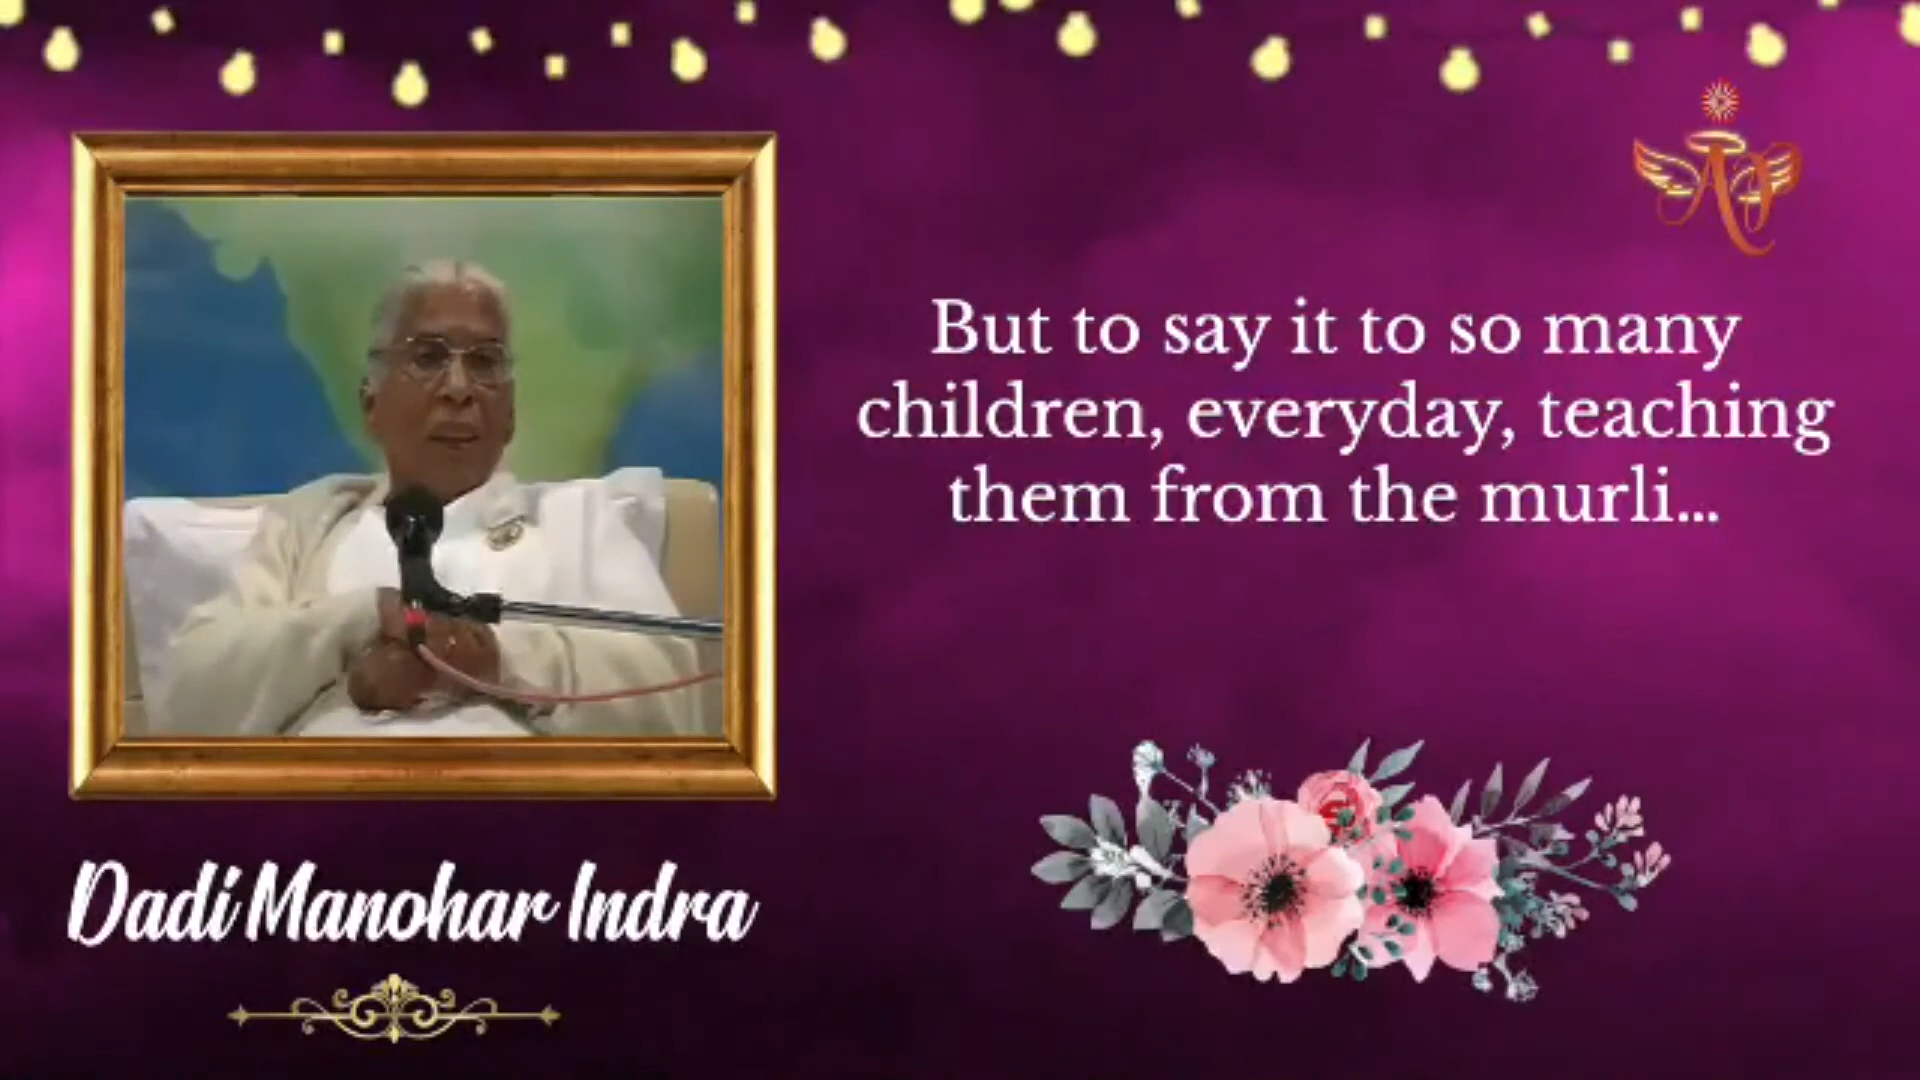 But to say it to so many
children, everyday, teaching
them from the murli...
Dadi Manohar Indra